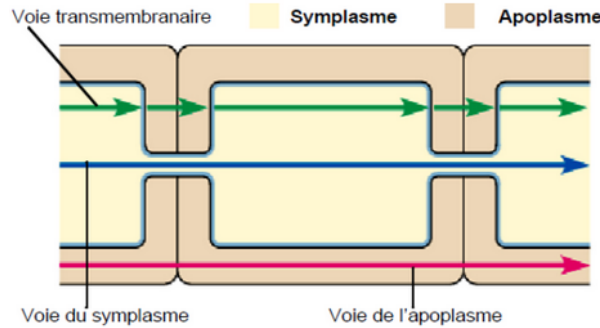 Voie transmembranaire
Symplasme
Apoplasme
Voie du symplasme
Voie de l'apoplasme